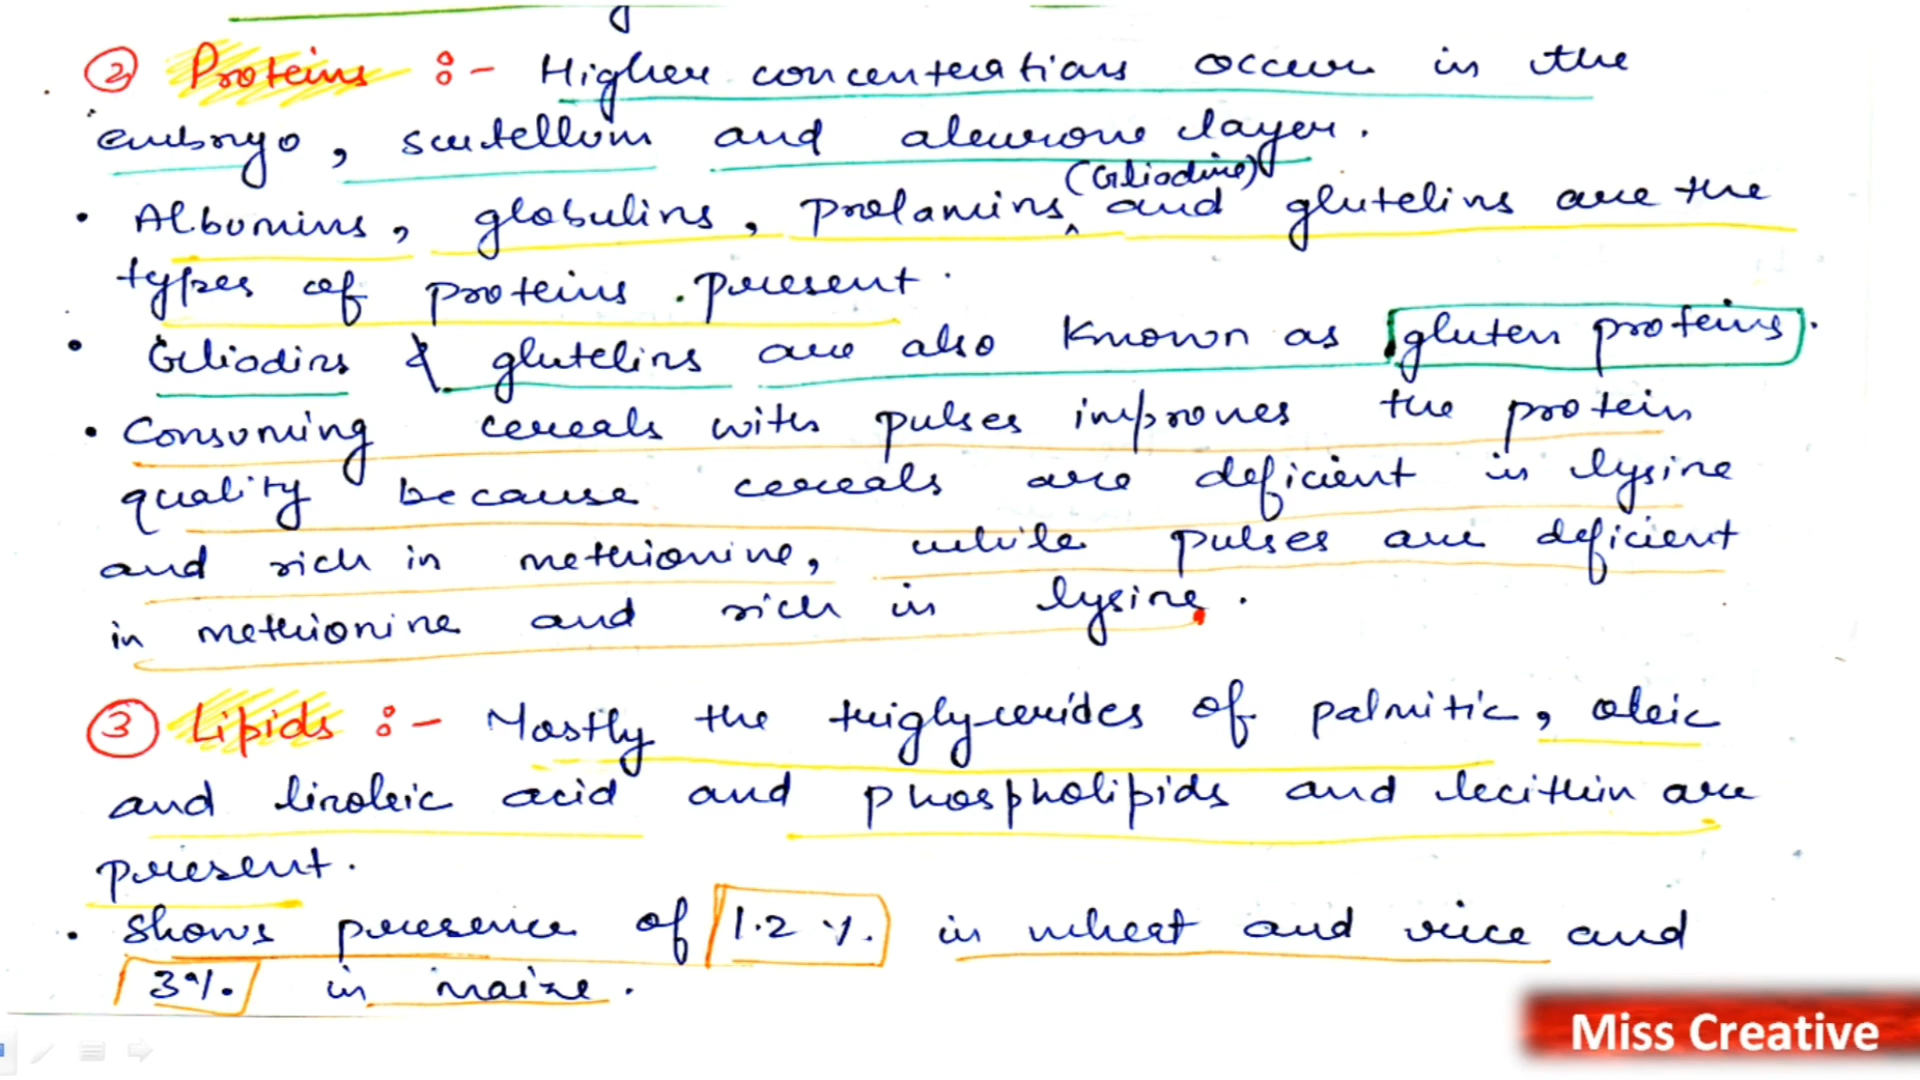 ② Proteins :- Higher concentrations occur in the
embryo, scutellum and aleurone layer.
(Gliodine)
• Albumins, globulins, prolamins ^ and glutelins are the
types of proteins present.
• Gliodins & glutelins are also known as gluten proteins.
• Consuming cereals with pulses improves the protein
quality because cereals are deficient in lysine
and rich in methionine, while pulses are deficient
in methionine and rich in lysine.
③ Lipids :- Mostly the triglycerides of palmitic, oleic
and linoleic acid and phospholipids and lecithin are
present.
• Shows presence of 1.2 %. in wheat and rice and
3%. in maize.
Miss Creative